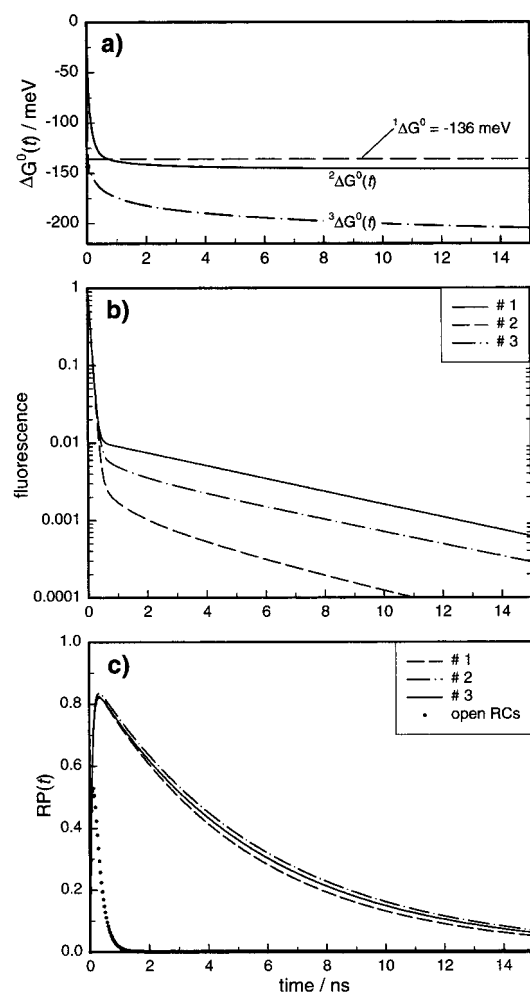 a)
0
-50
-100
-150
-200
ΔG⁰(t) / meV
¹ΔG⁰ = -136 meV
²ΔG⁰(t)
³ΔG⁰(t)
0 2 4 6 8 10 12 14
b)
1
0.1
0.01
0.001
0.0001
fluorescence
# 1
# 2
# 3
0 2 4 6 8 10 12 14
c)
1.0
0.8
0.6
0.4
0.2
0.0
RP(t)
# 1
# 2
# 3
open RCs
0 2 4 6 8 10 12 14
time / ns